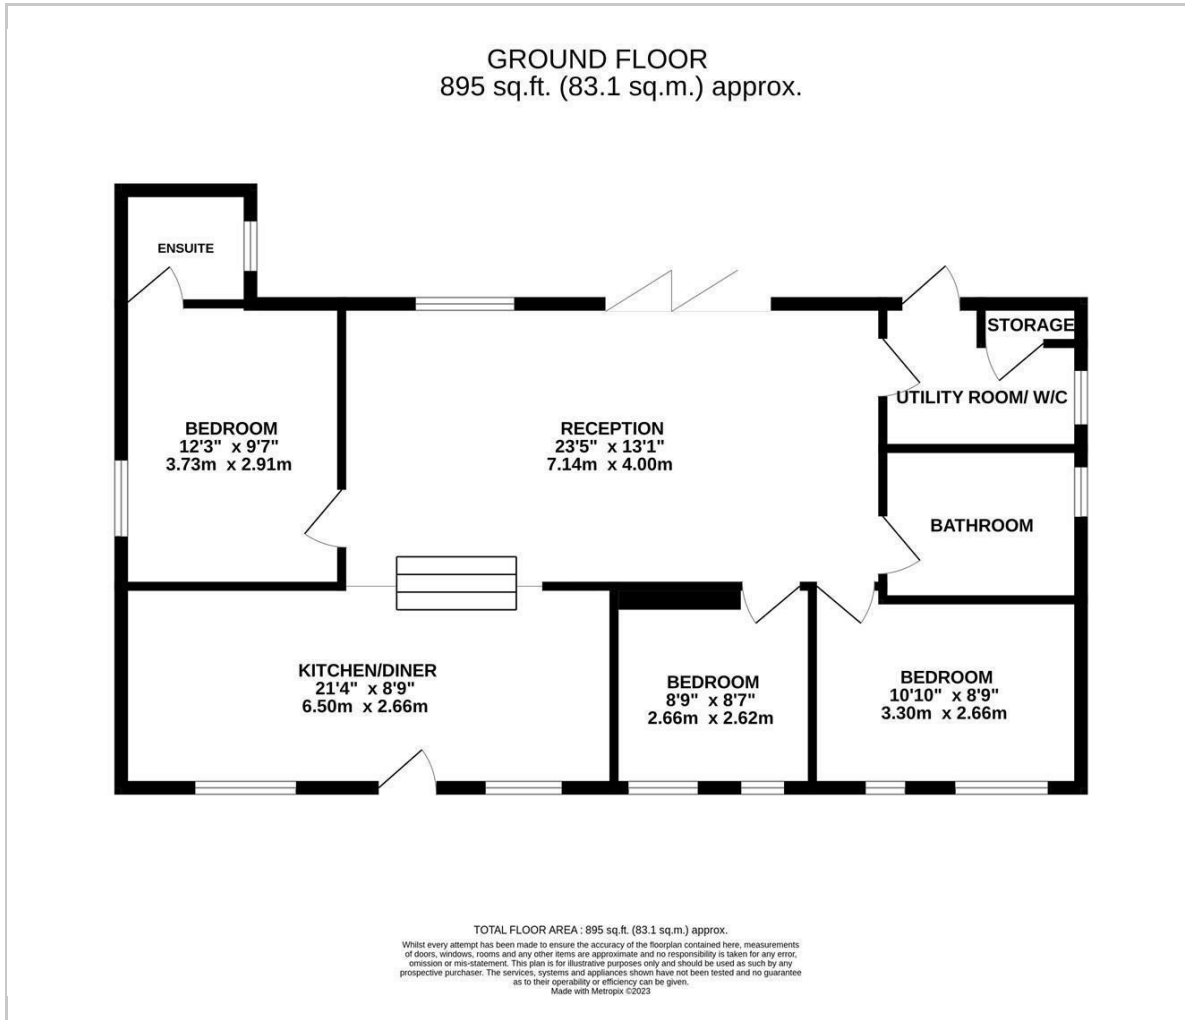 GROUND FLOOR
895 sq.ft. (83.1 sq.m.) approx.
ENSUITE
STORAGE
UTILITY ROOM/ W/C
BEDROOM
12'3" x 9'7"
3.73m x 2.91m
RECEPTION
23'5" x 13'1"
7.14m x 4.00m
BATHROOM
KITCHEN/DINER
21'4" x 8'9"
6.50m x 2.66m
BEDROOM
8'9" x 8'7"
2.66m x 2.62m
BEDROOM
10'10" x 8'9"
3.30m x 2.66m
TOTAL FLOOR AREA : 895 sq.ft. (83.1 sq.m.) approx.
Whilst every attempt has been made to ensure the accuracy of the floorplan contained here, measurements
of doors, windows, rooms and any other items are approximate and no responsibility is taken for any error,
omission or mis-statement. This plan is for illustrative purposes only and should be used as such by any
prospective purchaser. The services, systems and appliances shown have not been tested and no guarantee
as to their operability or efficiency can be given.
Made with Metropix ©2023